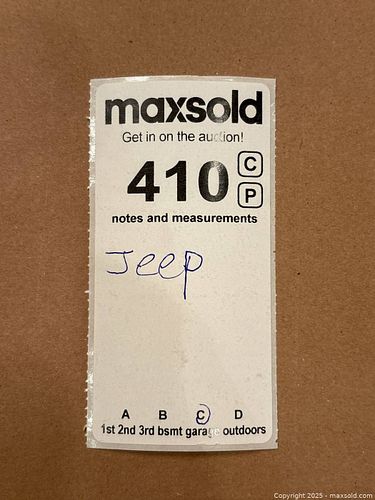 maxsold
Get in on the auction!
410 C
P
notes and measurements
Jeep
A B C D
1st 2nd 3rd bsmt garage outdoors
Copyright 2025 - maxsold.com